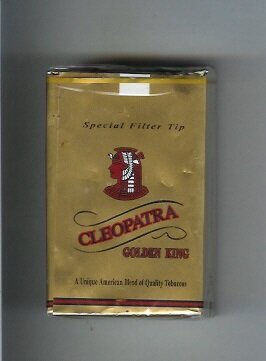 Special Filter Tip
CLEOPATRA
GOLDEN KING
A Unique American Blend of Quality Tobaccos